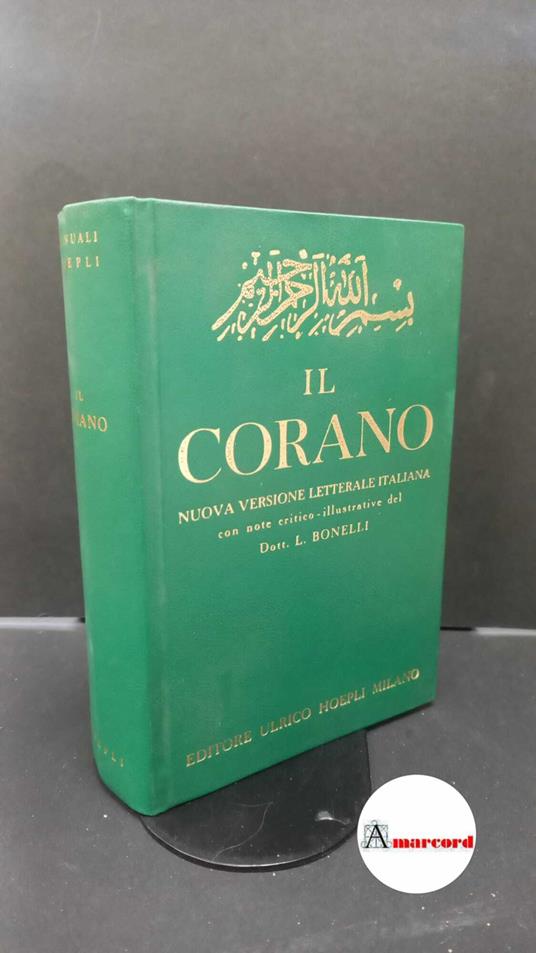 بسم الله الرحمن الرحيم
IL
CORANO
NUOVA VERSIONE LETTERALE ITALIANA
con note critico-illustrative del
Dott. L. BONELLI
EDITORE ULRICO HOEPLI MILANO
IL
Amarcord